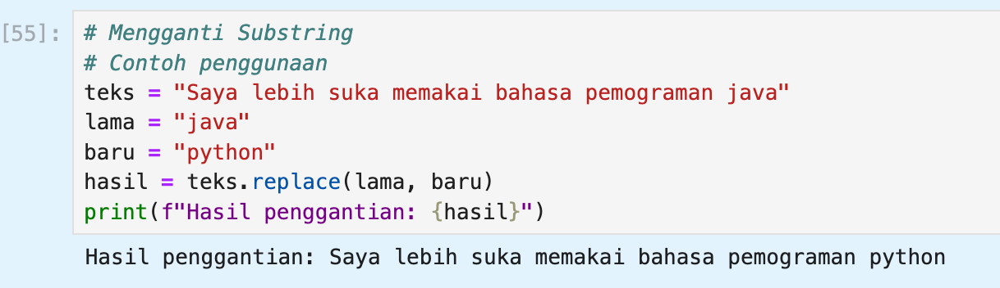 [55]:
# Mengganti Substring
# Contoh penggunaan
teks = "Saya lebih suka memakai bahasa pemograman java"
lama = "java"
baru = "python"
hasil = teks.replace(lama, baru)
print(f"Hasil penggantian: {hasil}")
Hasil penggantian: Saya lebih suka memakai bahasa pemograman python